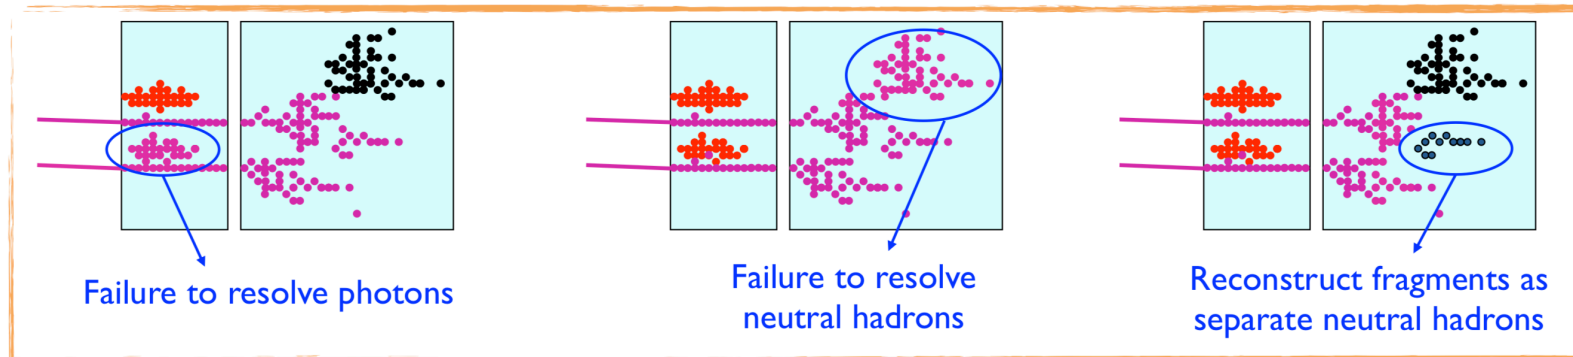 Failure to resolve photons
Failure to resolve
neutral hadrons
Reconstruct fragments as
separate neutral hadrons